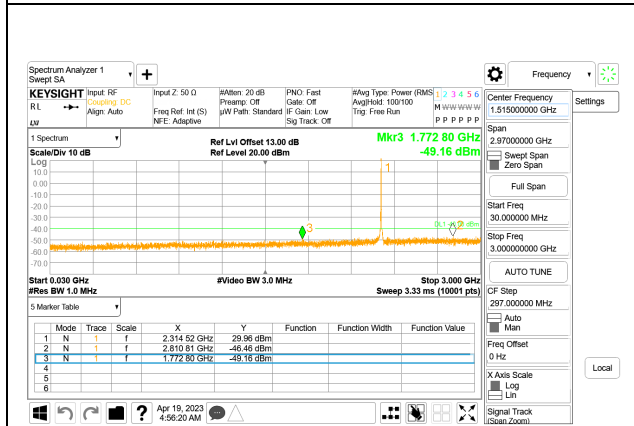 Spectrum Analyzer 1
Swept SA
KEYSIGHT
RL
Input: RF
Coupling: DC
Align: Auto
Input Z: 50 Ω
Freq Ref: Int (S)
NFE: Adaptive
#Atten: 20 dB
Preamp: Off
µW Path: Standard
PNO: Fast
Gate: Off
IF Gain: Low
Sig Track: Off
#Avg Type: Power (RMS
Avg|Hold: 100/100
Trig: Free Run
1 2 3 4 5 6
M W W W W W
P P P P P P
1 Spectrum
Scale/Div 10 dB
Ref Lvl Offset 13.00 dB
Ref Level 20.00 dBm
Mkr3 1.772 80 GHz
-49.16 dBm
Log
10.0
0.00
-10.0
-20.0
-30.0
-40.0
-50.0
-60.0
-70.0
1
2
3
Start 0.030 GHz
#Res BW 1.0 MHz
#Video BW 3.0 MHz
Stop 3.000 GHz
Sweep 3.33 ms (10001 pts)
5 Marker Table
Mode Trace Scale X Y Function Function Width Function Value
1 N 1 f 2.314 52 GHz 29.96 dBm
2 N 1 f 2.810 81 GHz -46.46 dBm
3 N 1 f 1.772 80 GHz -49.16 dBm
4
5
6
Apr 19, 2023
4:56:20 AM
Frequency
Settings
Center Frequency
1.515000000 GHz
Span
2.97000000 GHz
Swept Span
Zero Span
Full Span
Start Freq
30.000000 MHz
Stop Freq
3.000000000 GHz
AUTO TUNE
CF Step
297.000000 MHz
Auto
Man
Freq Offset
0 Hz
X Axis Scale
Log
Lin
Signal Track
(Span Zoom)
Local